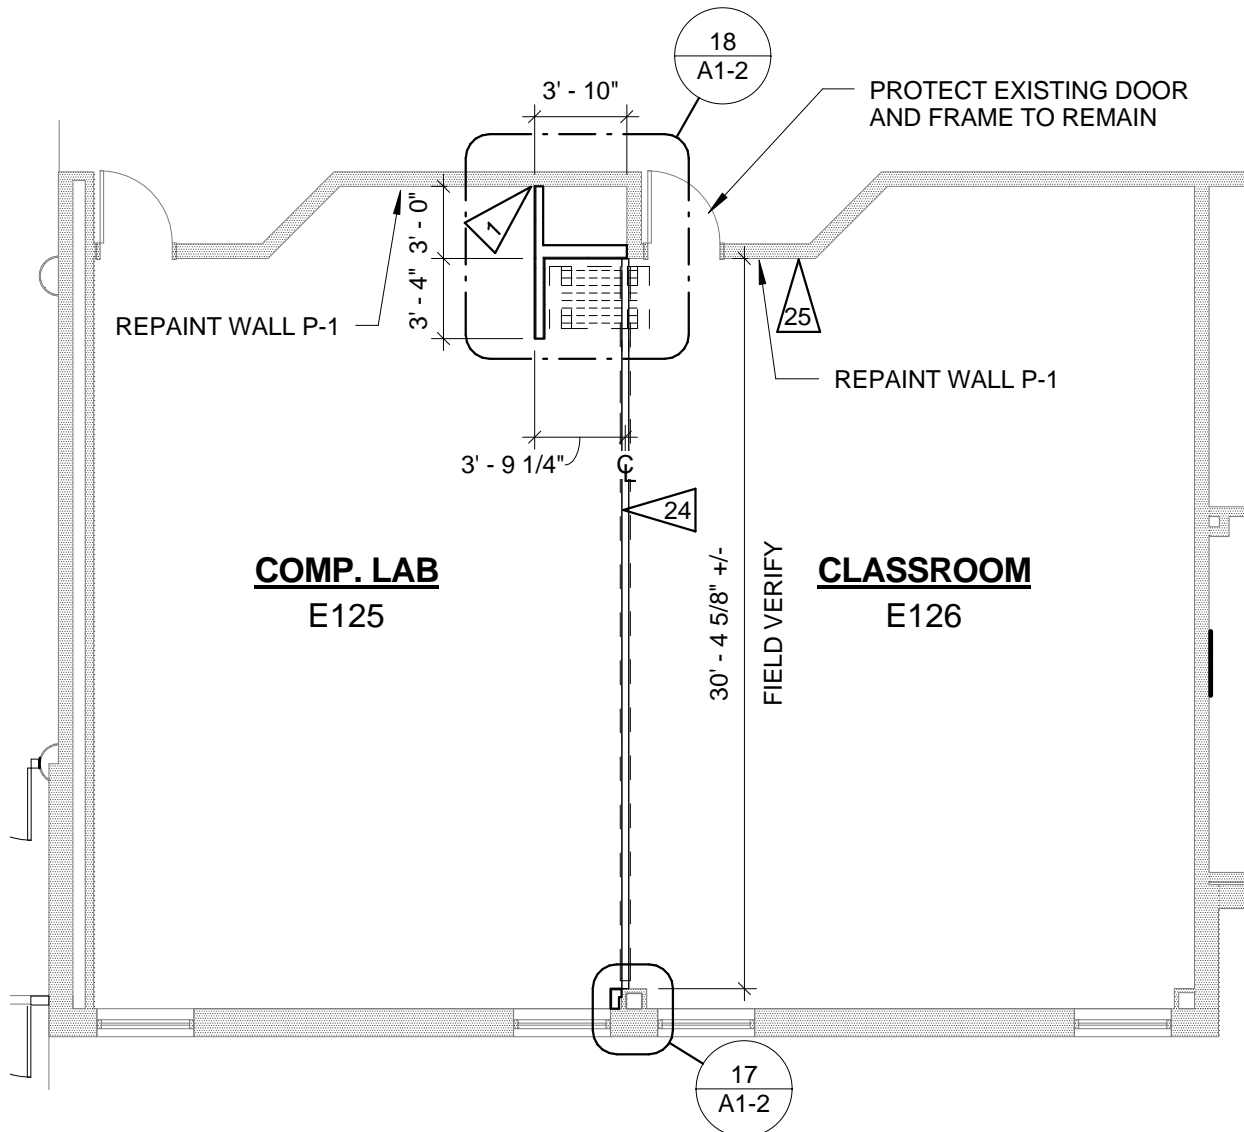 18
A1-2
3' - 10"
PROTECT EXISTING DOOR
AND FRAME TO REMAIN
1
3' - 0"
3' - 4"
REPAINT WALL P-1
25
REPAINT WALL P-1
3' - 9 1/4"
CL
24
COMP. LAB
E125
30' - 4 5/8" +/-
FIELD VERIFY
CLASSROOM
E126
17
A1-2